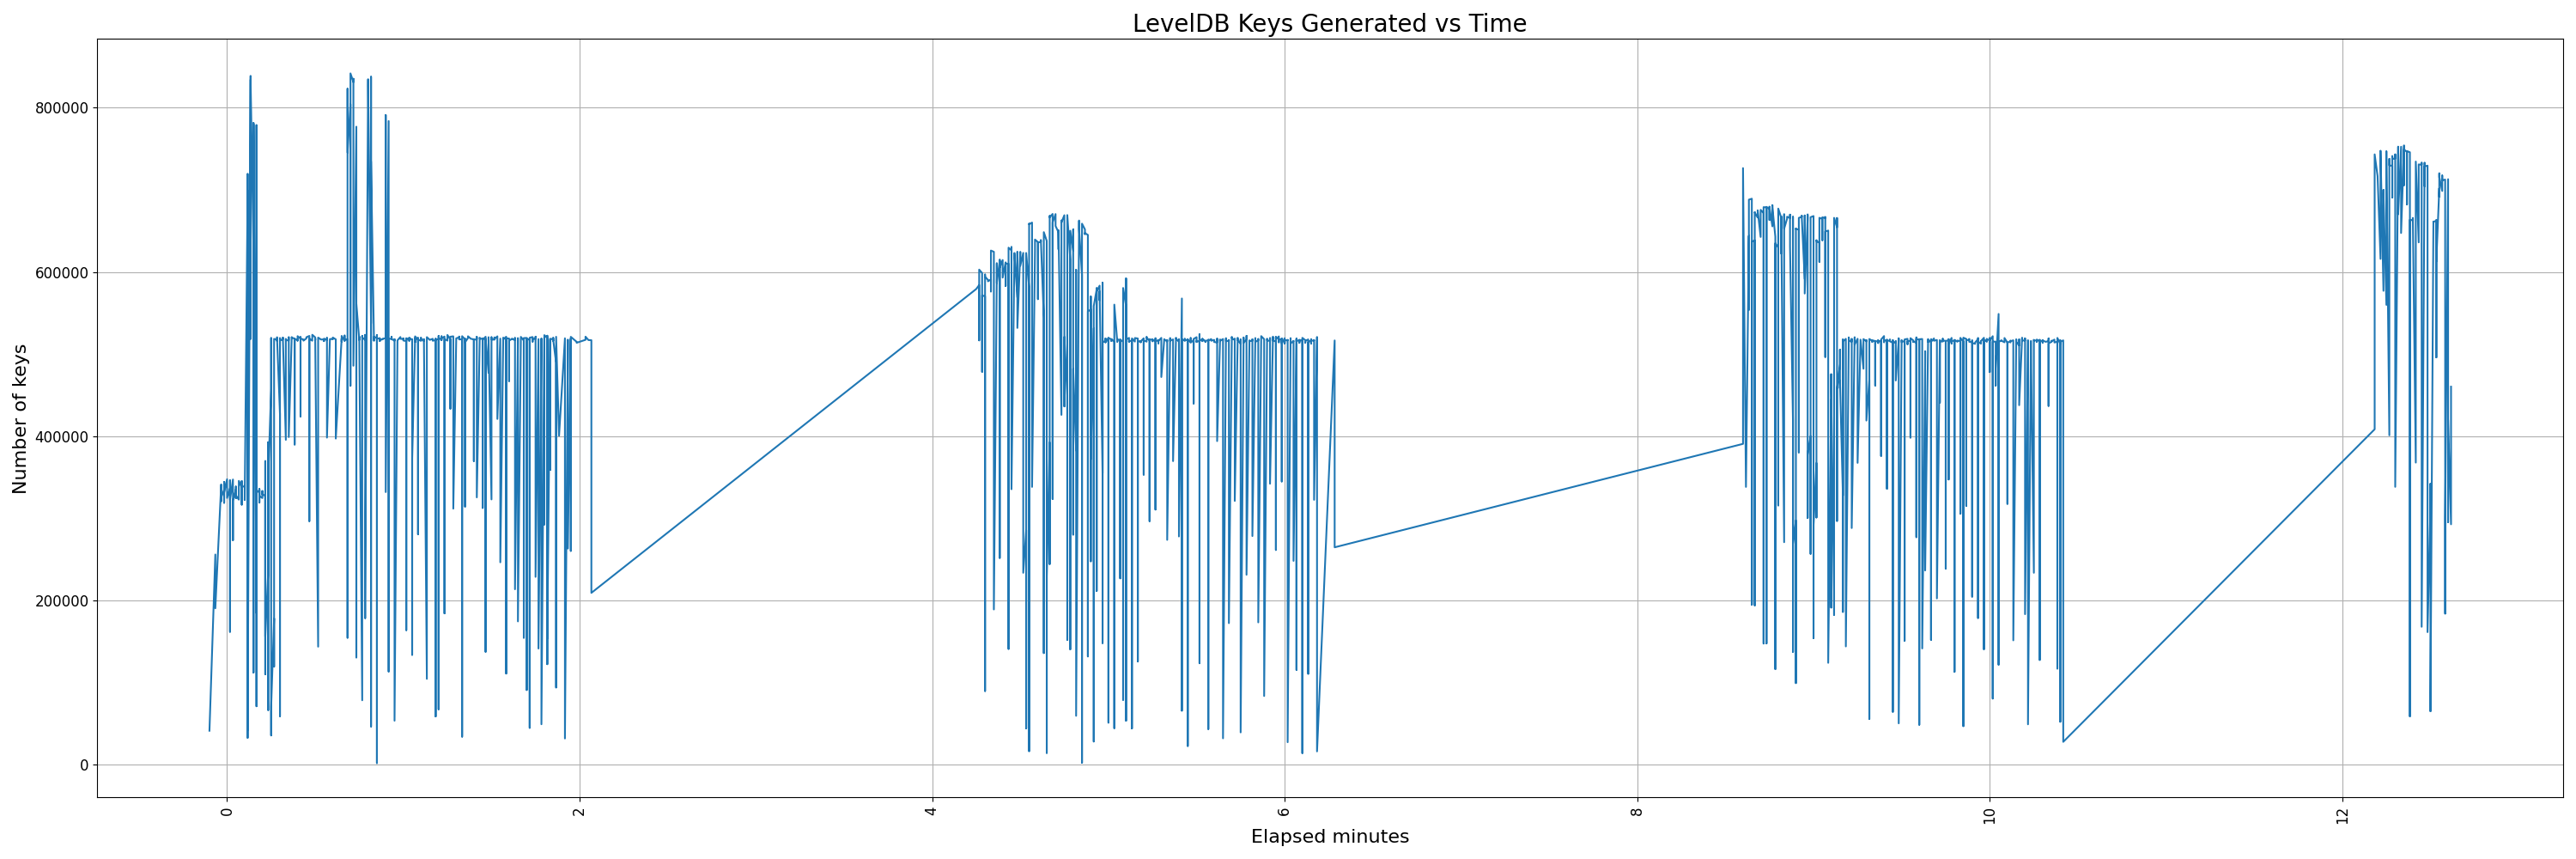 LevelDB Keys Generated vs Time
800000
600000
400000
200000
0
Number of keys
0 2 4 6 8 10 12
Elapsed minutes